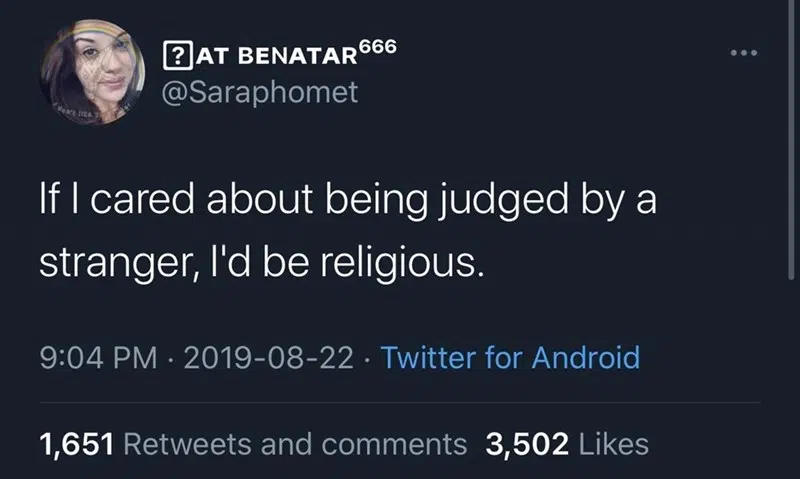 AT BENATAR⁶⁶⁶
@Saraphomet
If I cared about being judged by a
stranger, I'd be religious.
9:04 PM · 2019-08-22 · Twitter for Android
1,651 Retweets and comments 3,502 Likes